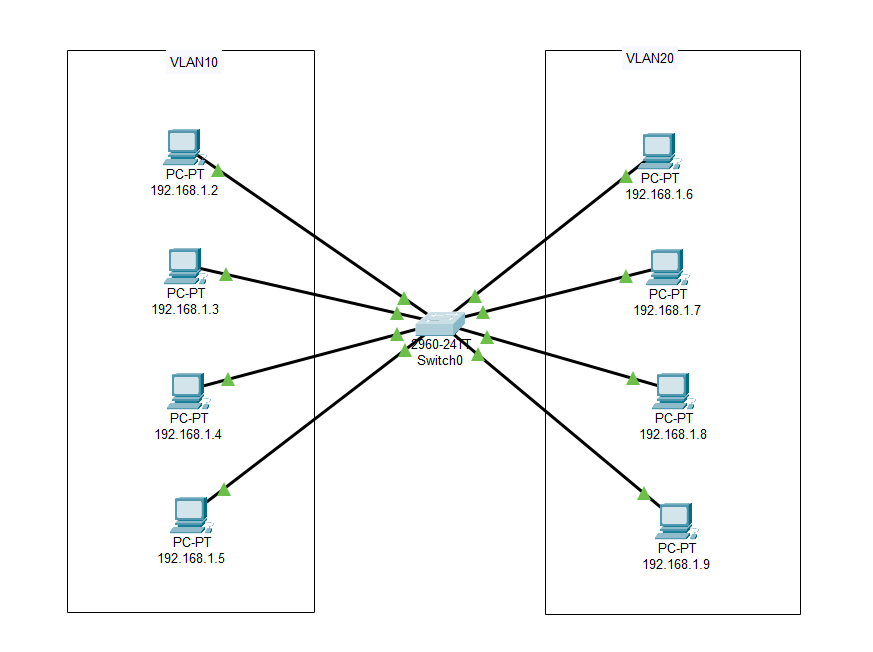 VLAN10
VLAN20
PC-PT
192.168.1.2
PC-PT
192.168.1.6
PC-PT
192.168.1.3
PC-PT
192.168.1.7
2960-24TT
Switch0
PC-PT
192.168.1.4
PC-PT
192.168.1.8
PC-PT
192.168.1.5
PC-PT
192.168.1.9